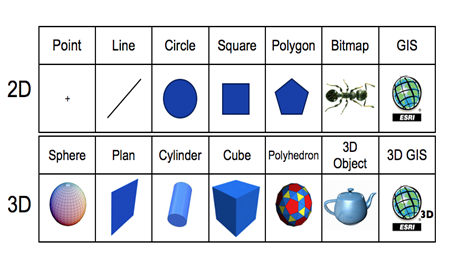 Point Line Circle Square Polygon Bitmap GIS
2D
ESRI
Sphere Plan Cylinder Cube Polyhedron 3D Object 3D GIS
3D
3D
ESRI